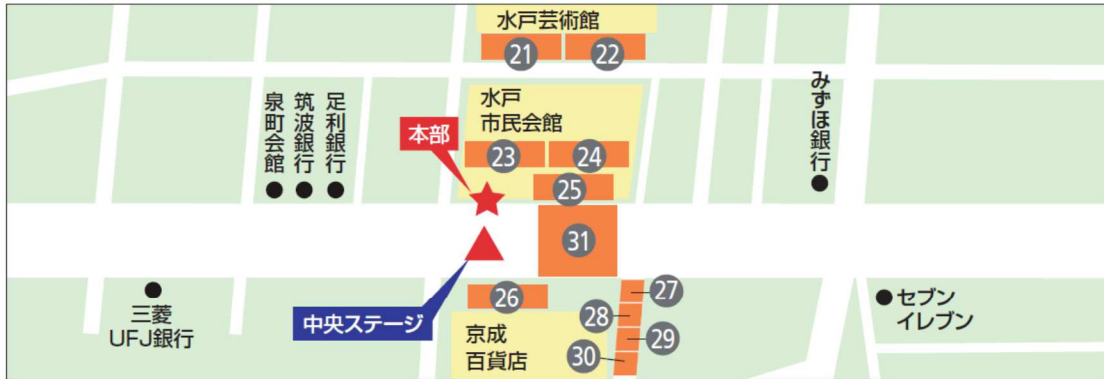 水戸芸術館
21
22
水戸
市民会館
みずほ銀行
泉町会館
筑波銀行
足利銀行
本部
23
24
25
31
26
27
28
29
30
三菱
UFJ銀行
中央ステージ
京成
百貨店
セブン
イレブン